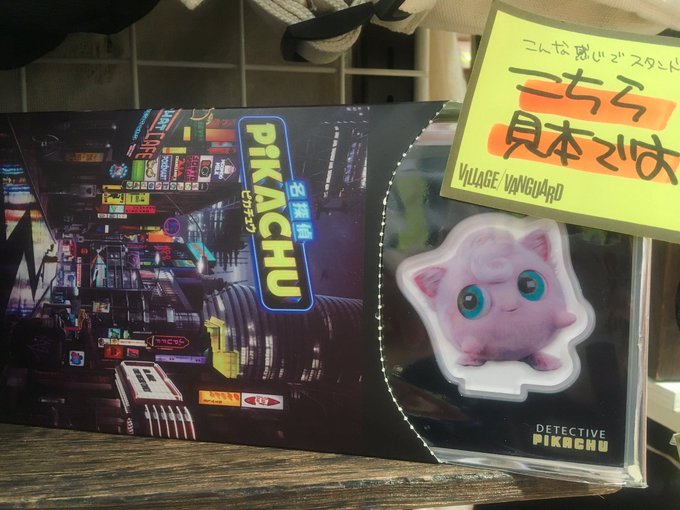 こんな感じでスタンド
こちら
見本です
VILLAGE/VANGUARD
名探偵
PiKACHU
ピカチュウ
DETECTIVE
PIKACHU